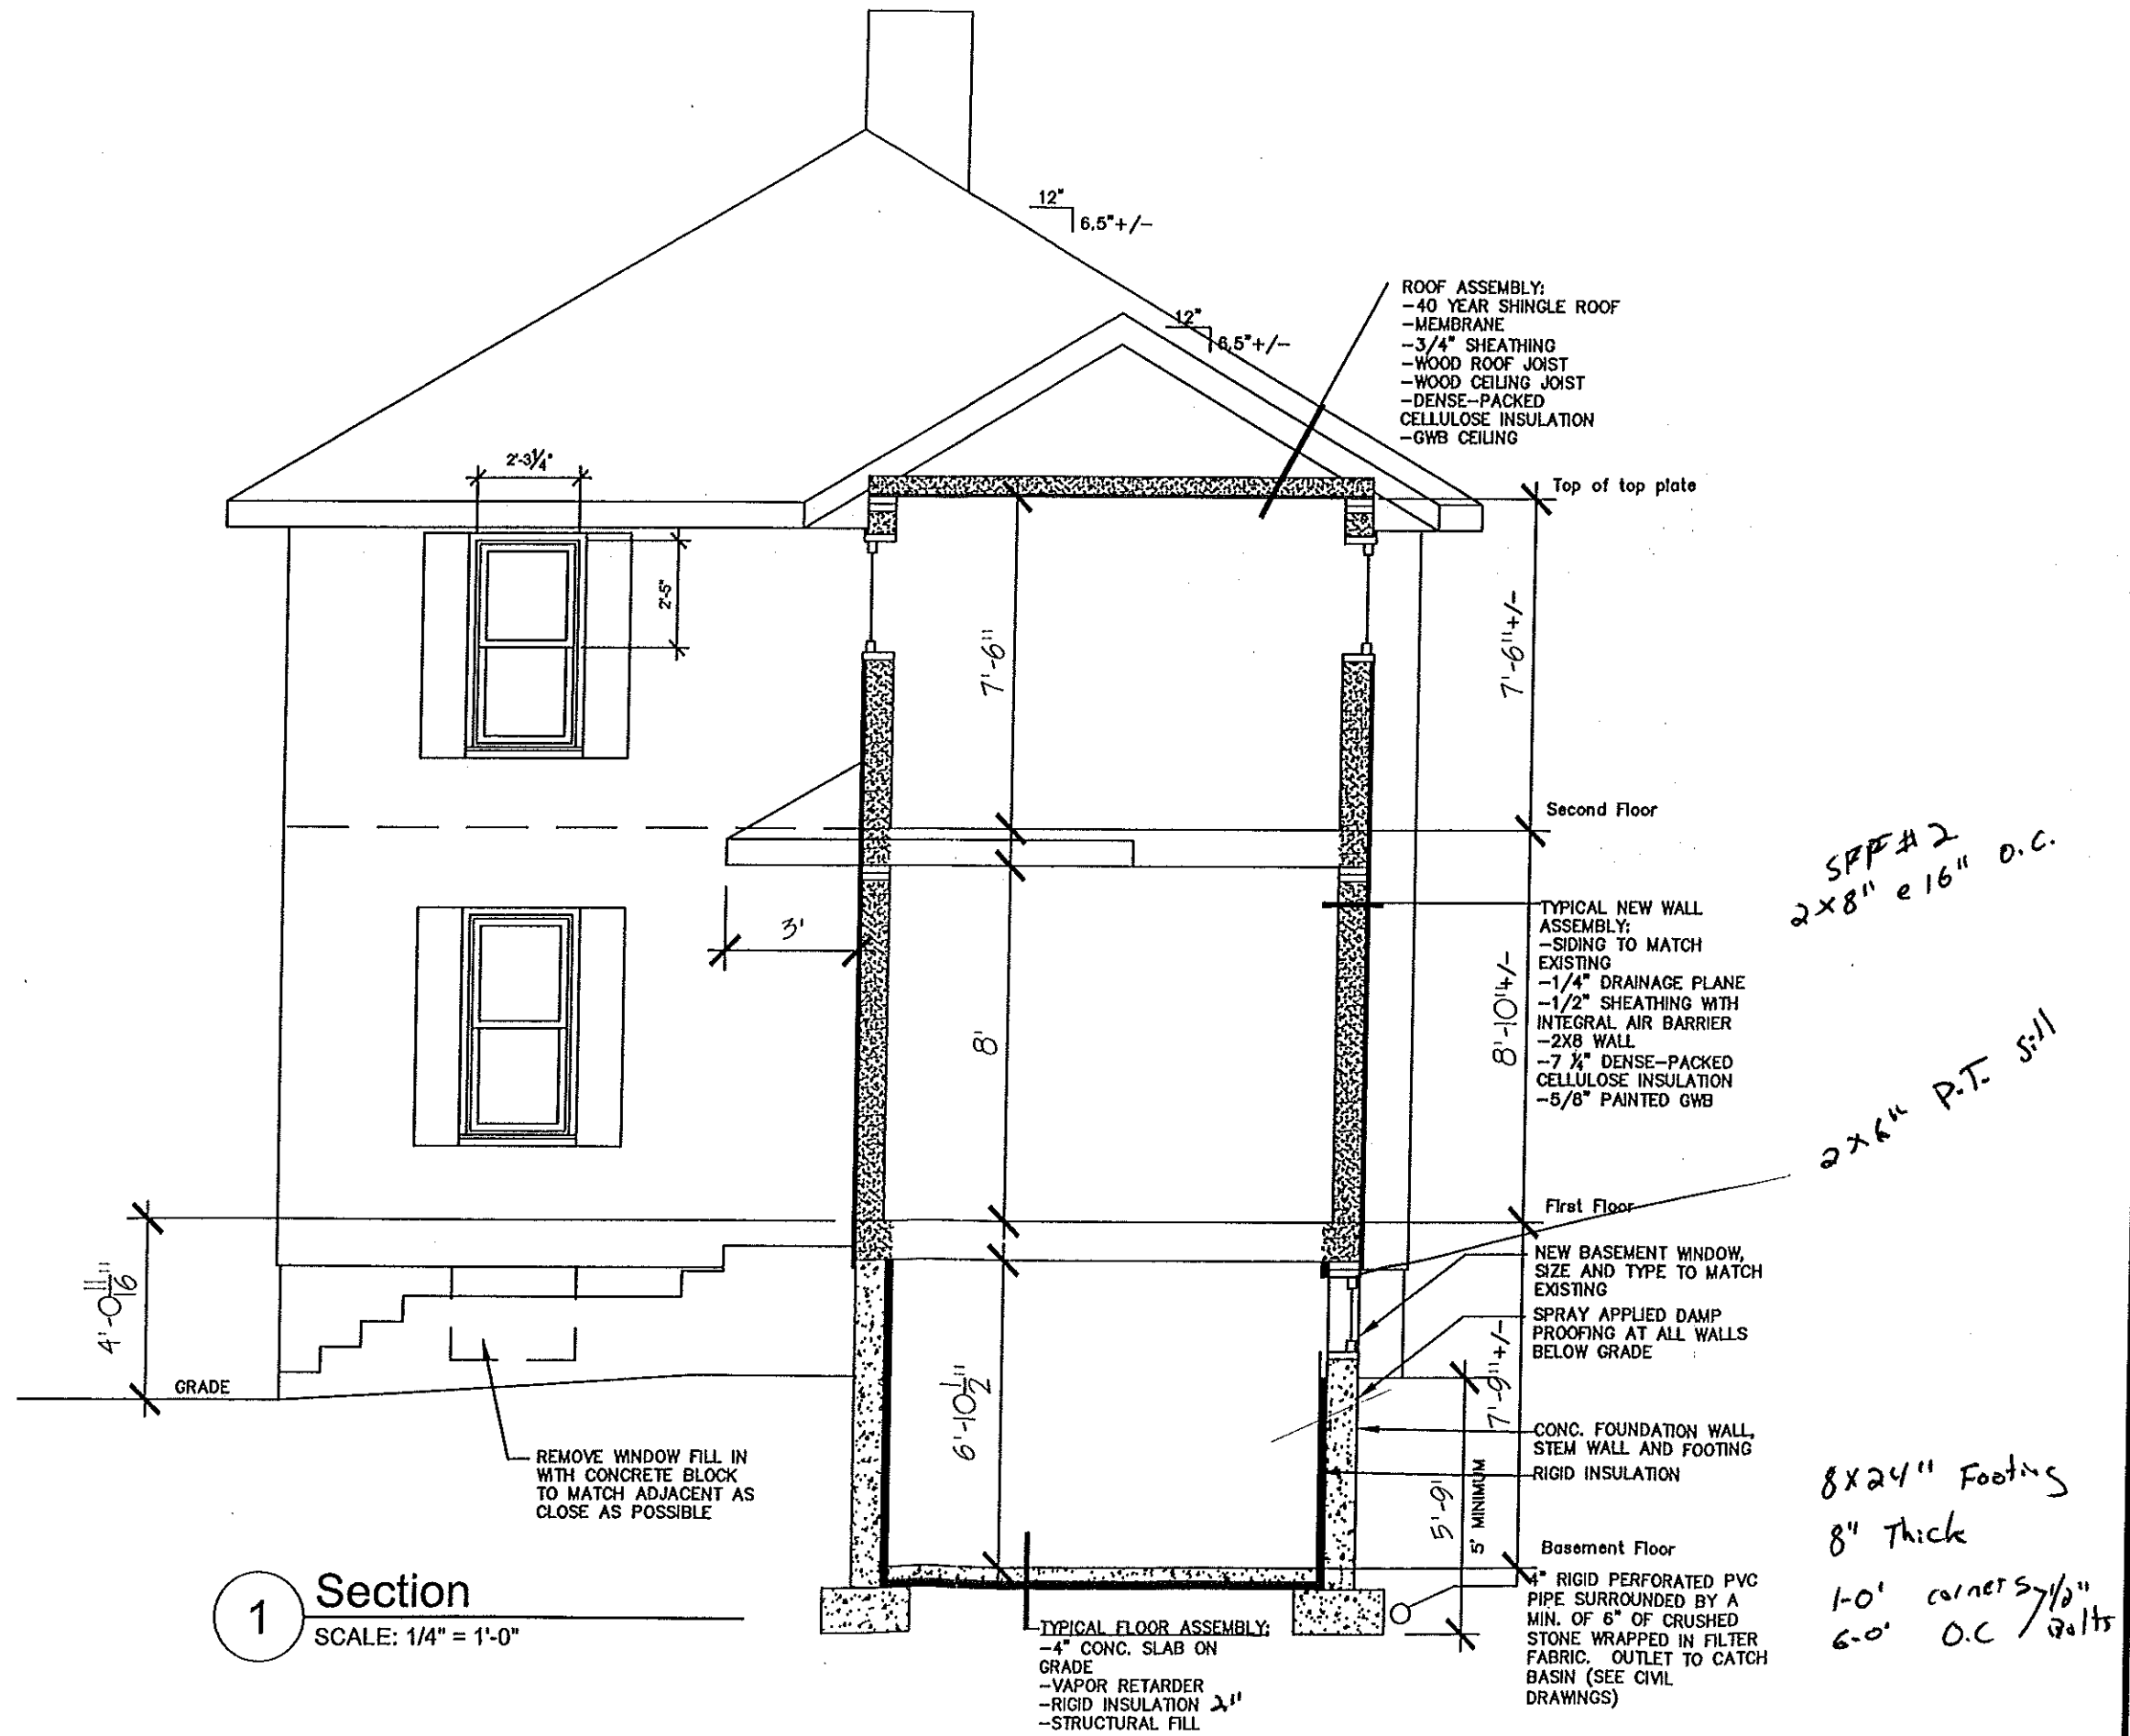 12"
6.5"+/-
12"
6.5"+/-
ROOF ASSEMBLY:
-40 YEAR SHINGLE ROOF
-MEMBRANE
-3/4" SHEATHING
-WOOD ROOF JOIST
-WOOD CEILING JOIST
-DENSE-PACKED
CELLULOSE INSULATION
-GWB CEILING
2'-3¼"
2'-5"
Top of top plate
7'-6"
7'-6"+/-
Second Floor
SPF #2
2x8" @ 16" O.C.
3'
8'
8'-10"+/-
TYPICAL NEW WALL
ASSEMBLY:
-SIDING TO MATCH
EXISTING
-1/4" DRAINAGE PLANE
-1/2" SHEATHING WITH
INTEGRAL AIR BARRIER
-2X8 WALL
-7 ¼" DENSE-PACKED
CELLULOSE INSULATION
-5/8" PAINTED GWB
2x6" P.T. Sill
First Floor
4'-0 11/16"
GRADE
NEW BASEMENT WINDOW,
SIZE AND TYPE TO MATCH
EXISTING
SPRAY APPLIED DAMP
PROOFING AT ALL WALLS
BELOW GRADE
6'-10 1/2"
7'-9"+/-
CONC. FOUNDATION WALL,
STEM WALL AND FOOTING
RIGID INSULATION
5'-9"
5' MINIMUM
REMOVE WINDOW FILL IN
WITH CONCRETE BLOCK
TO MATCH ADJACENT AS
CLOSE AS POSSIBLE
8x24" Footing
8" Thick
1-0' corners 1/2"
6-0' O.C Bolts
Basement Floor
4" RIGID PERFORATED PVC
PIPE SURROUNDED BY A
MIN. OF 6" OF CRUSHED
STONE WRAPPED IN FILTER
FABRIC. OUTLET TO CATCH
BASIN (SEE CIVIL
DRAWINGS)
1
Section
SCALE: 1/4" = 1'-0"
TYPICAL FLOOR ASSEMBLY:
-4" CONC. SLAB ON
GRADE
-VAPOR RETARDER
-RIGID INSULATION 2"
-STRUCTURAL FILL